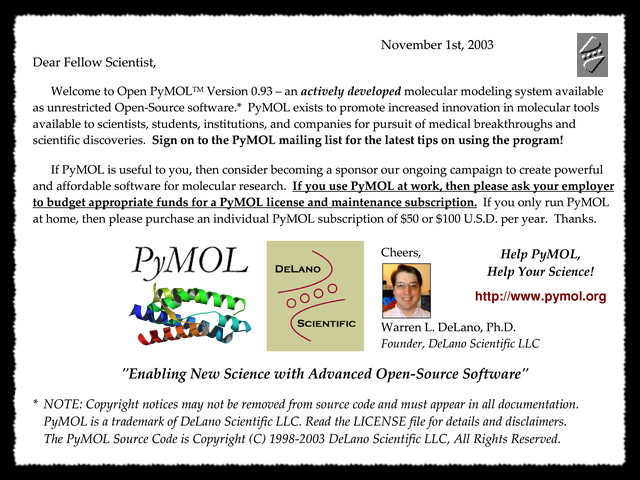 November 1st, 2003
Dear Fellow Scientist,
Welcome to Open PyMOL™ Version 0.93 – an actively developed molecular modeling system available
as unrestricted Open-Source software.* PyMOL exists to promote increased innovation in molecular tools
available to scientists, students, institutions, and companies for pursuit of medical breakthroughs and
scientific discoveries. Sign on to the PyMOL mailing list for the latest tips on using the program!
If PyMOL is useful to you, then consider becoming a sponsor our ongoing campaign to create powerful
and affordable software for molecular research. If you use PyMOL at work, then please ask your employer
to budget appropriate funds for a PyMOL license and maintenance subscription. If you only run PyMOL
at home, then please purchase an individual PyMOL subscription of $50 or $100 U.S.D. per year. Thanks.
PyMOL
DeLano
Scientific
Cheers,
Warren L. DeLano, Ph.D.
Founder, DeLano Scientific LLC
Help PyMOL,
Help Your Science!
http://www.pymol.org
"Enabling New Science with Advanced Open-Source Software"
* NOTE: Copyright notices may not be removed from source code and must appear in all documentation.
PyMOL is a trademark of DeLano Scientific LLC. Read the LICENSE file for details and disclaimers.
The PyMOL Source Code is Copyright (C) 1998-2003 DeLano Scientific LLC, All Rights Reserved.